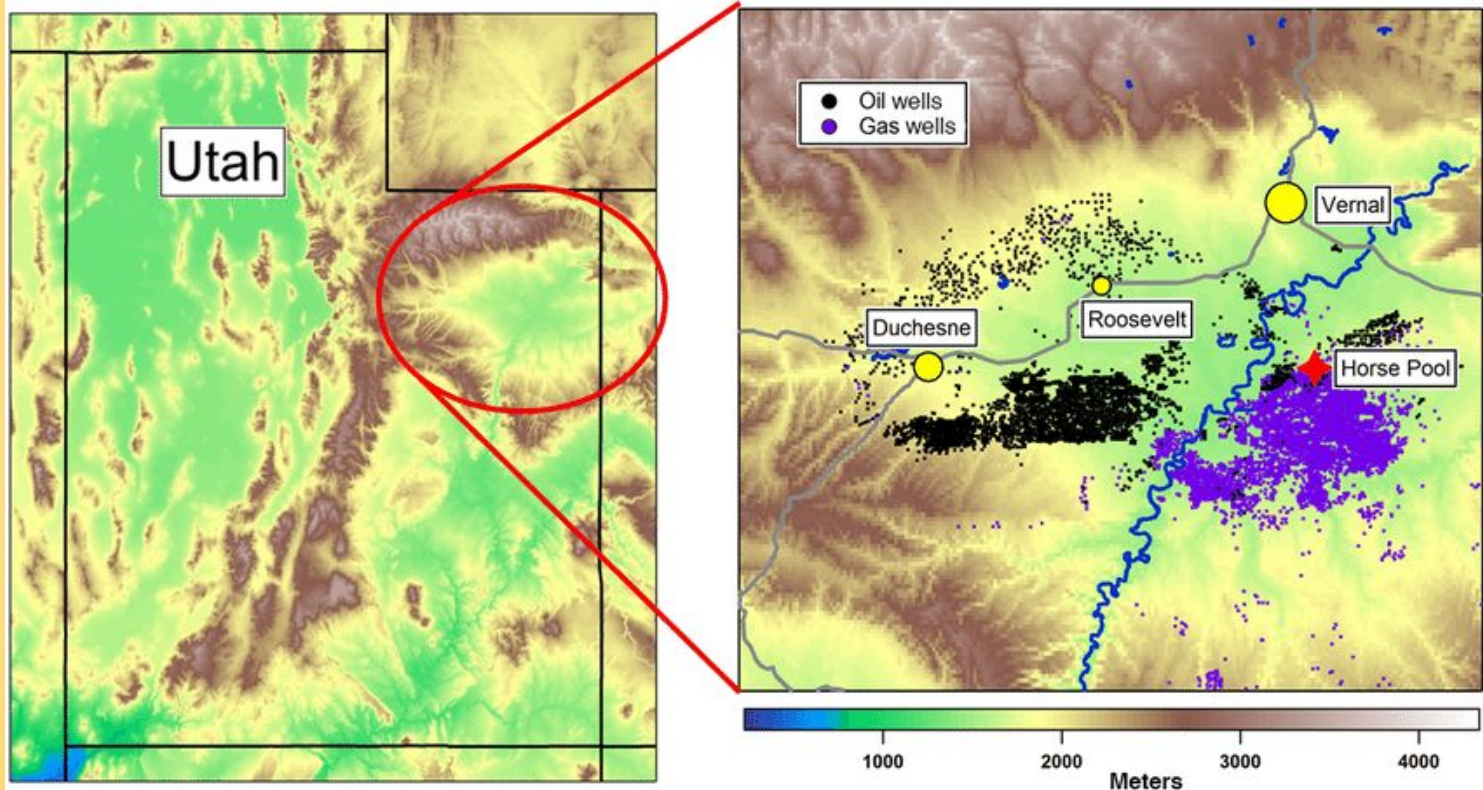 Utah
Oil wells
Gas wells
Vernal
Roosevelt
Duchesne
Horse Pool
1000 2000 3000 4000
Meters